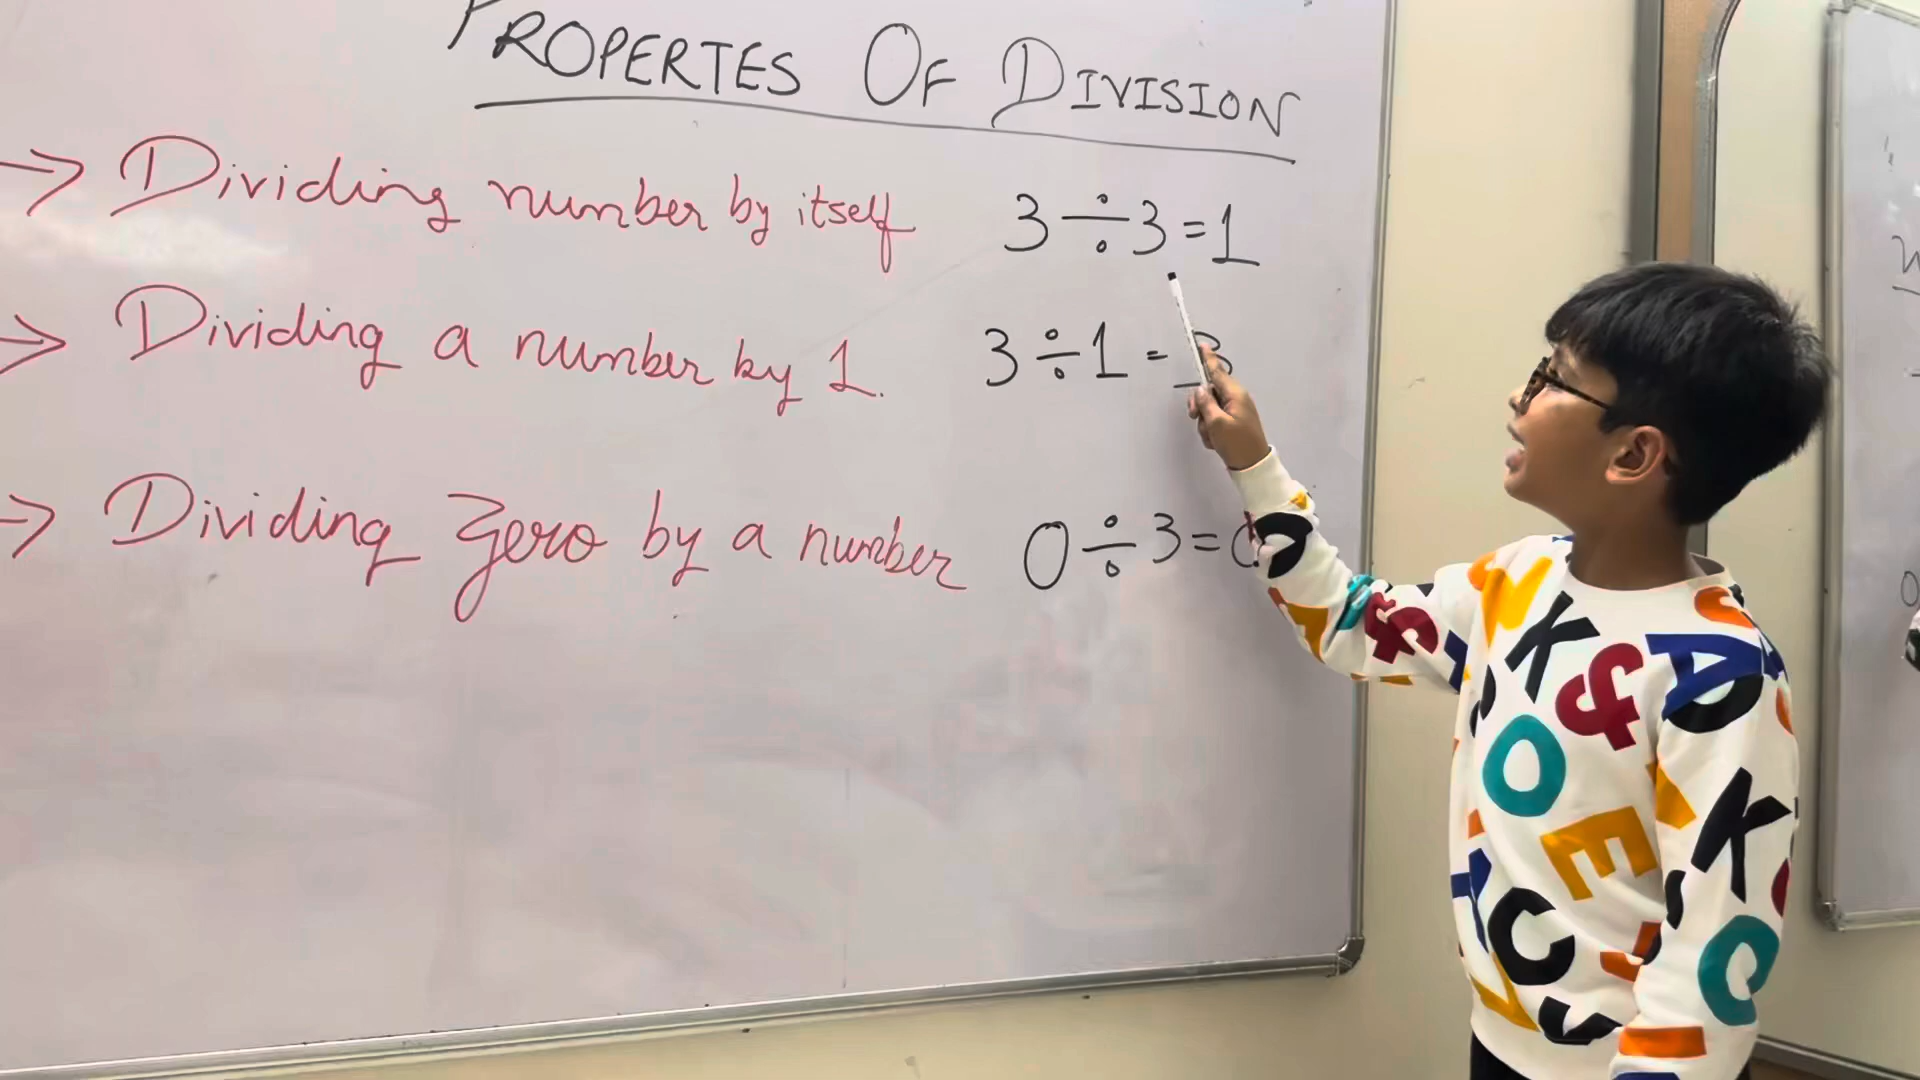 PROPERTES OF DIVISION
→ Dividing number by itself 3÷3=1
→ Dividing a number by 1. 3÷1=3
→ Dividing Zero by a number 0÷3=0